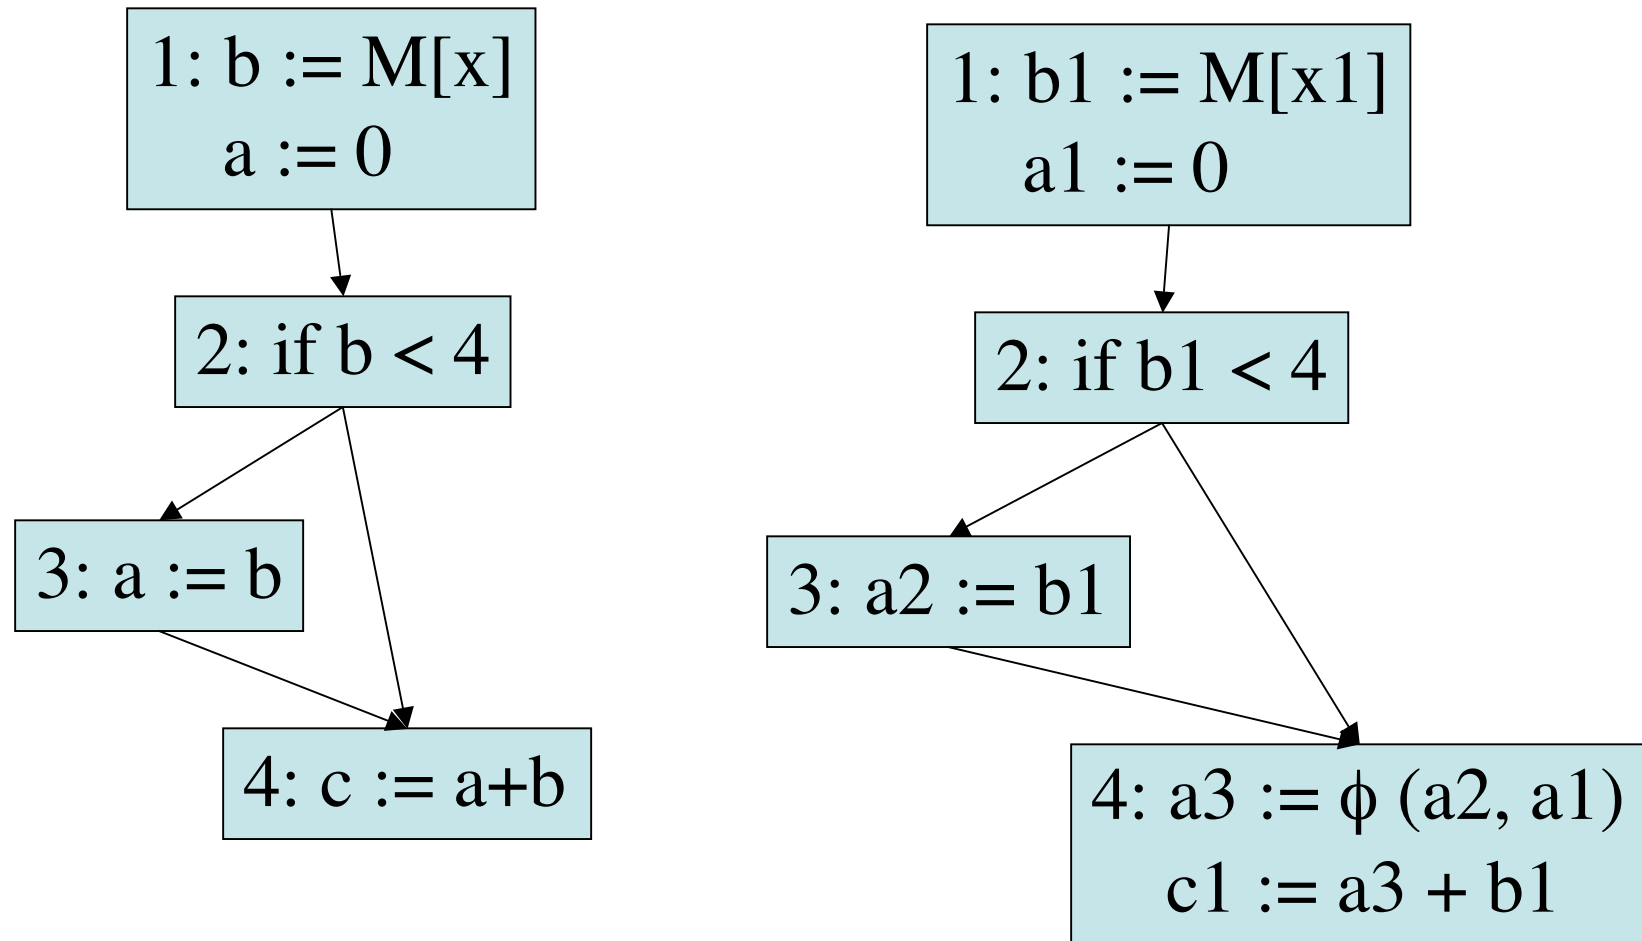 1: b := M[x]
a := 0
2: if b < 4
3: a := b
4: c := a+b
1: b1 := M[x1]
a1 := 0
2: if b1 < 4
3: a2 := b1
4: a3 := ϕ (a2, a1)
c1 := a3 + b1